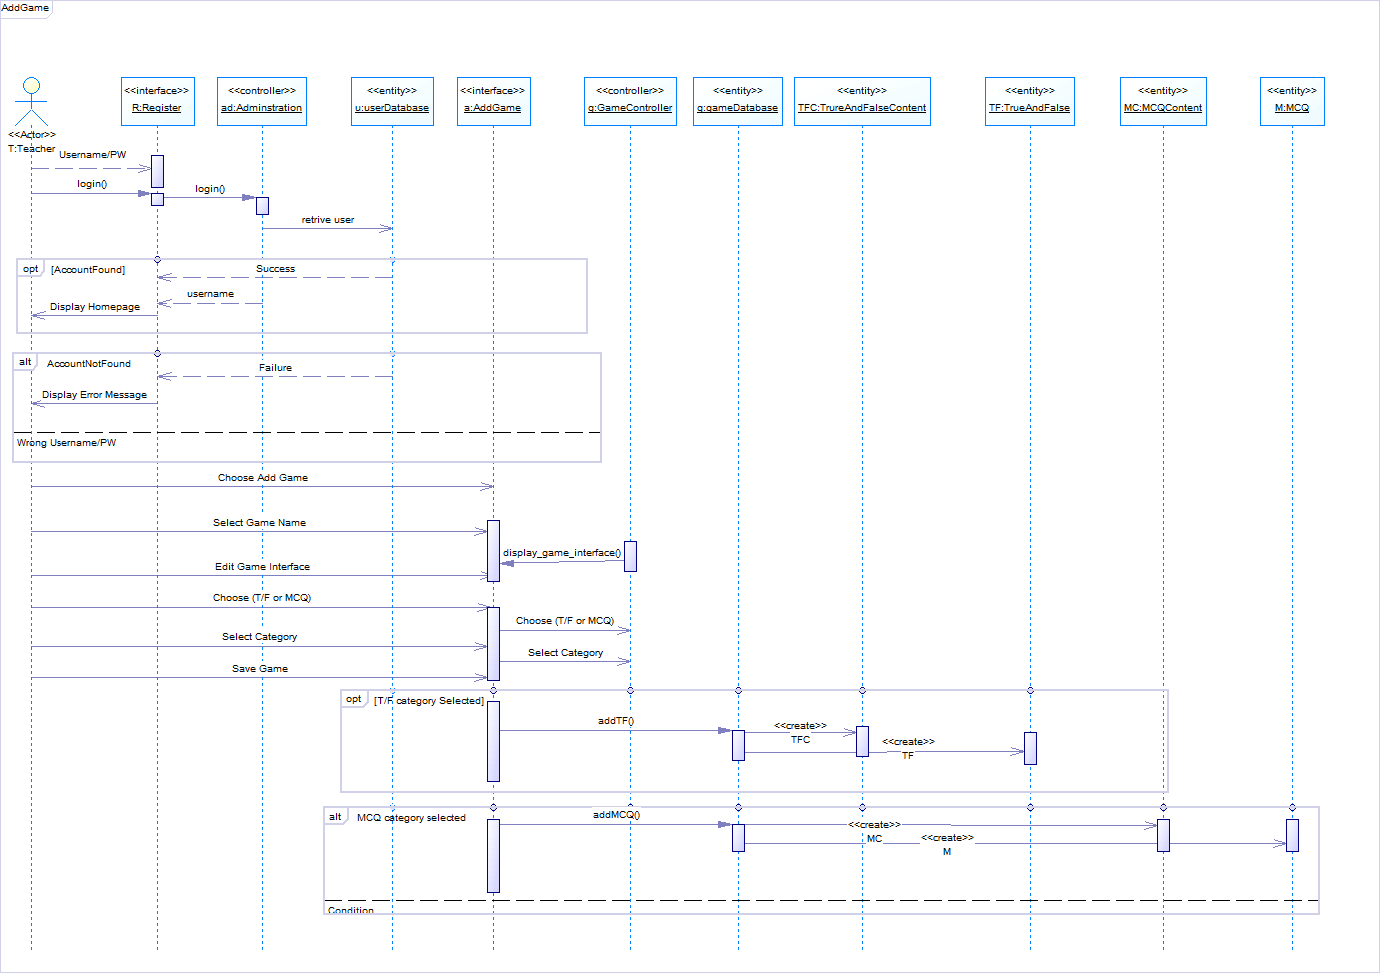 AddGame
<<Actor>>
T:Teacher
<<interface>>
R:Register
<<controller>>
ad:Adminstration
<<entity>>
u:userDatabase
<<interface>>
a:AddGame
<<controller>>
g:GameController
<<entity>>
g:gameDatabase
<<entity>>
TFC:TrureAndFalseContent
<<entity>>
TF:TrueAndFalse
<<entity>>
MC:MCQContent
<<entity>>
M:MCQ
Username/PW
login()
login()
retrive user
opt
[AccountFound]
Success
username
Display Homepage
alt
AccountNotFound
Failure
Display Error Message
Wrong Username/PW
Choose Add Game
Select Game Name
display_game_interface()
Edit Game Interface
Choose (T/F or MCQ)
Choose (T/F or MCQ)
Select Category
Select Category
Save Game
opt
[T/F category Selected]
addTF()
<<create>>
TFC
<<create>>
TF
alt
MCQ category selected
addMCQ()
<<create>>
MC
<<create>>
M
Condition